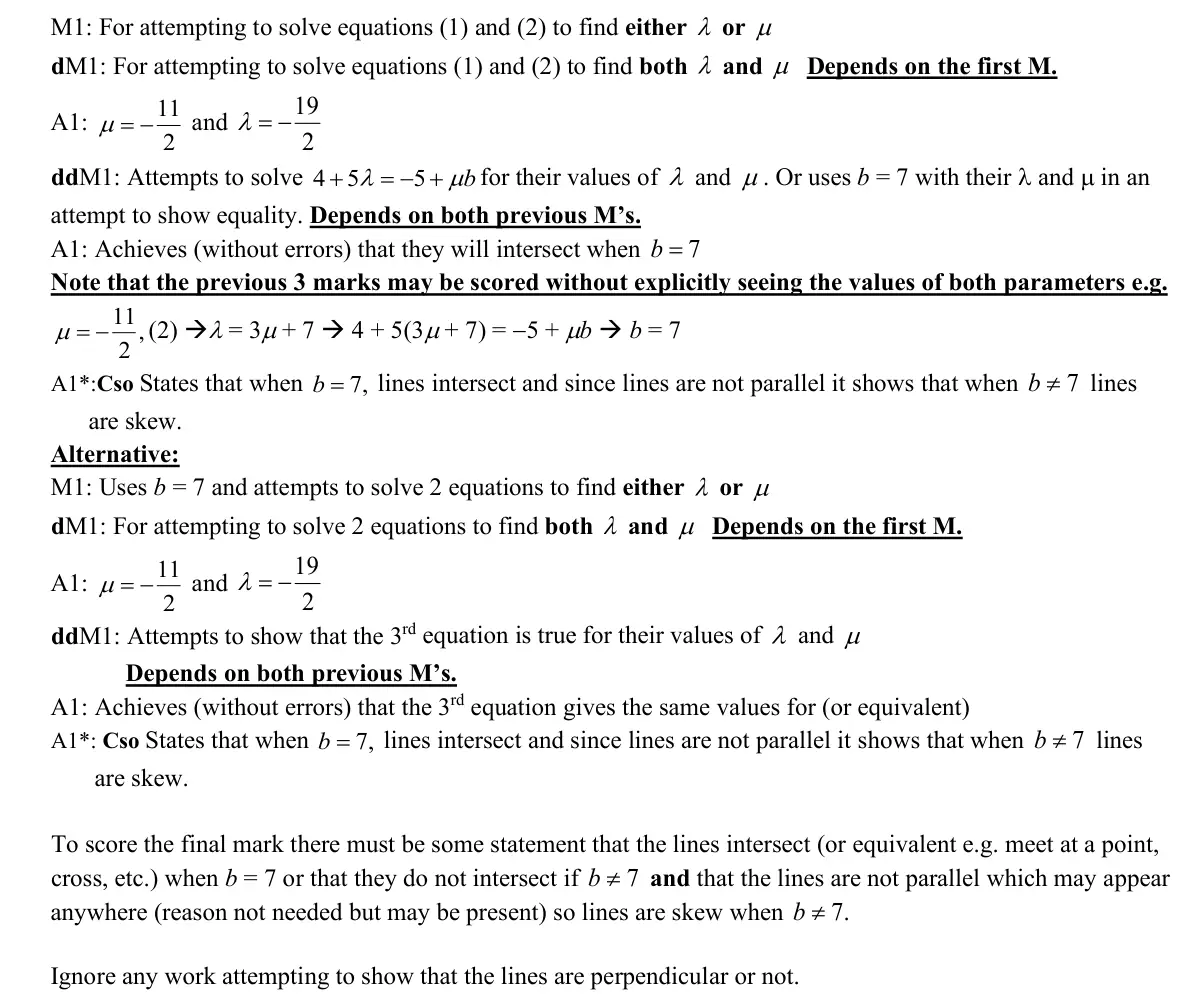 M1: For attempting to solve equations (1) and (2) to find either λ or μ
dM1: For attempting to solve equations (1) and (2) to find both λ and μ Depends on the first M.
A1: μ = −11/2 and λ = −19/2
ddM1: Attempts to solve 4 + 5λ = −5 + μb for their values of λ and μ. Or uses b = 7 with their λ and μ in an
attempt to show equality. Depends on both previous M’s.
A1: Achieves (without errors) that they will intersect when b = 7
Note that the previous 3 marks may be scored without explicitly seeing the values of both parameters e.g.
μ = −11/2, (2) → λ = 3μ + 7 → 4 + 5(3μ + 7) = −5 + μb → b = 7
A1*:Cso States that when b = 7, lines intersect and since lines are not parallel it shows that when b ≠ 7 lines
are skew.
Alternative:
M1: Uses b = 7 and attempts to solve 2 equations to find either λ or μ
dM1: For attempting to solve 2 equations to find both λ and μ Depends on the first M.
A1: μ = −11/2 and λ = −19/2
ddM1: Attempts to show that the 3rd equation is true for their values of λ and μ
Depends on both previous M’s.
A1: Achieves (without errors) that the 3rd equation gives the same values for (or equivalent)
A1*: Cso States that when b = 7, lines intersect and since lines are not parallel it shows that when b ≠ 7 lines
are skew.
To score the final mark there must be some statement that the lines intersect (or equivalent e.g. meet at a point,
cross, etc.) when b = 7 or that they do not intersect if b ≠ 7 and that the lines are not parallel which may appear
anywhere (reason not needed but may be present) so lines are skew when b ≠ 7.
Ignore any work attempting to show that the lines are perpendicular or not.